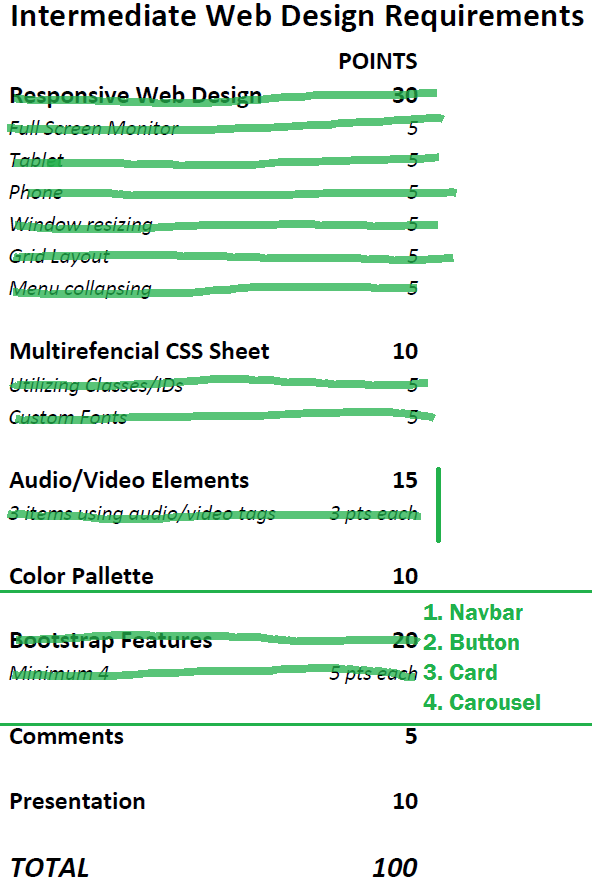 Intermediate Web Design Requirements
POINTS
Responsive Web Design 30
Full Screen Monitor 5
Tablet 5
Phone 5
Window resizing 5
Grid Layout 5
Menu collapsing 5
Multirefencial CSS Sheet 10
Utilizing Classes/IDs 5
Custom Fonts 5
Audio/Video Elements 15
3 items using audio/video tags 3 pts each
Color Pallette 10
1. Navbar
Bootstrap Features 20 2. Button
Minimum 4 5 pts each 3. Card
4. Carousel
Comments 5
Presentation 10
TOTAL 100